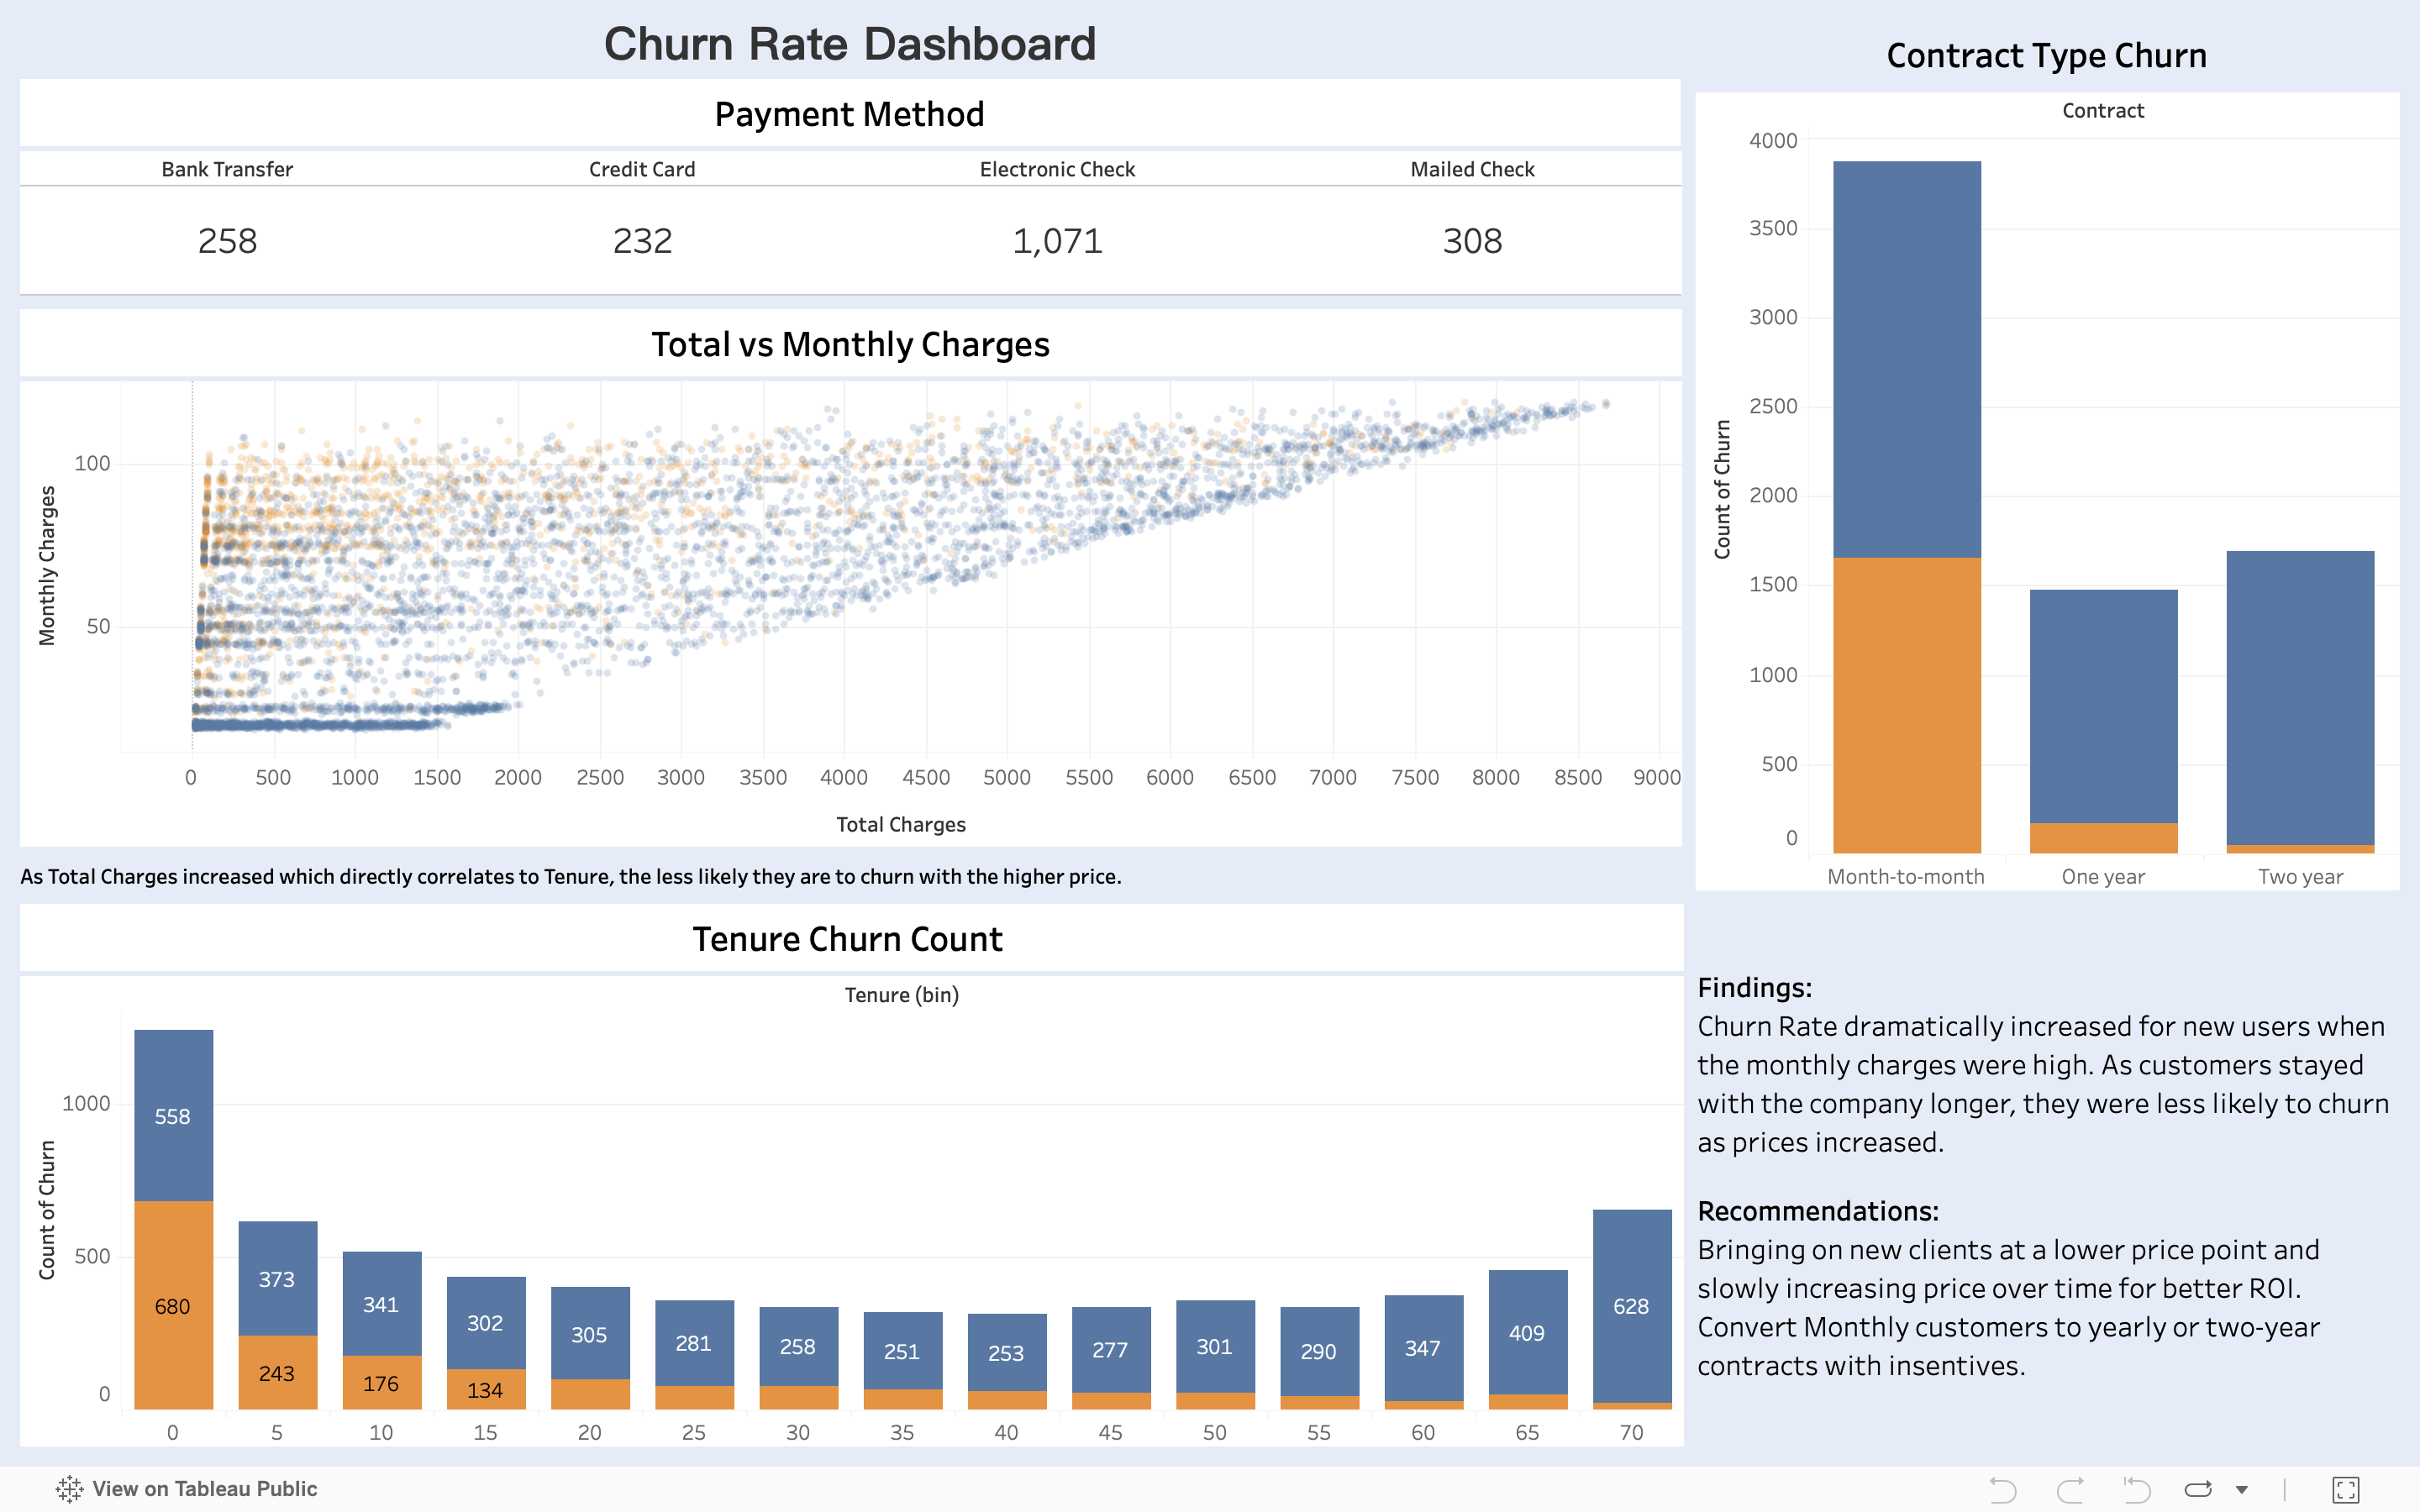 Churn Rate Dashboard
Payment Method
Bank Transfer Credit Card Electronic Check Mailed Check
258 232 1,071 308
Total vs Monthly Charges
Monthly Charges
100
50
0 500 1000 1500 2000 2500 3000 3500 4000 4500 5000 5500 6000 6500 7000 7500 8000 8500 9000
Total Charges
As Total Charges increased which directly correlates to Tenure, the less likely they are to churn with the higher price.
Tenure Churn Count
Tenure (bin)
Count of Churn
1000
500
0
558 373 341 302 305 281 258 251 253 277 301 290 347 409 628
680 243 176 134
0 5 10 15 20 25 30 35 40 45 50 55 60 65 70
Contract Type Churn
Contract
Count of Churn
4000
3500
3000
2500
2000
1500
1000
500
0
Month-to-month One year Two year
Findings:
Churn Rate dramatically increased for new users when
the monthly charges were high. As customers stayed
with the company longer, they were less likely to churn
as prices increased.
Recommendations:
Bringing on new clients at a lower price point and
slowly increasing price over time for better ROI.
Convert Monthly customers to yearly or two-year
contracts with insentives.
View on Tableau Public